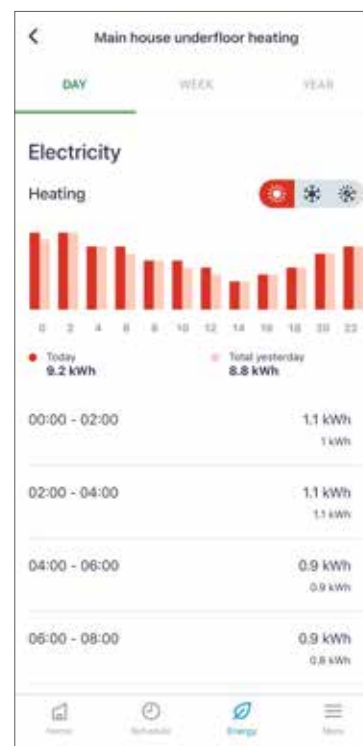 Main house underfloor heating
DAY WEEK YEAR
Electricity
Heating
0 2 4 6 8 10 12 14 16 18 20 22
Today Total yesterday
9.2 kWh 8.8 kWh
00:00 - 02:00 1.1 kWh
1 kWh
02:00 - 04:00 1.1 kWh
1.1 kWh
04:00 - 06:00 0.9 kWh
0.9 kWh
06:00 - 08:00 0.9 kWh
0.8 kWh
Home Schedule Energy More